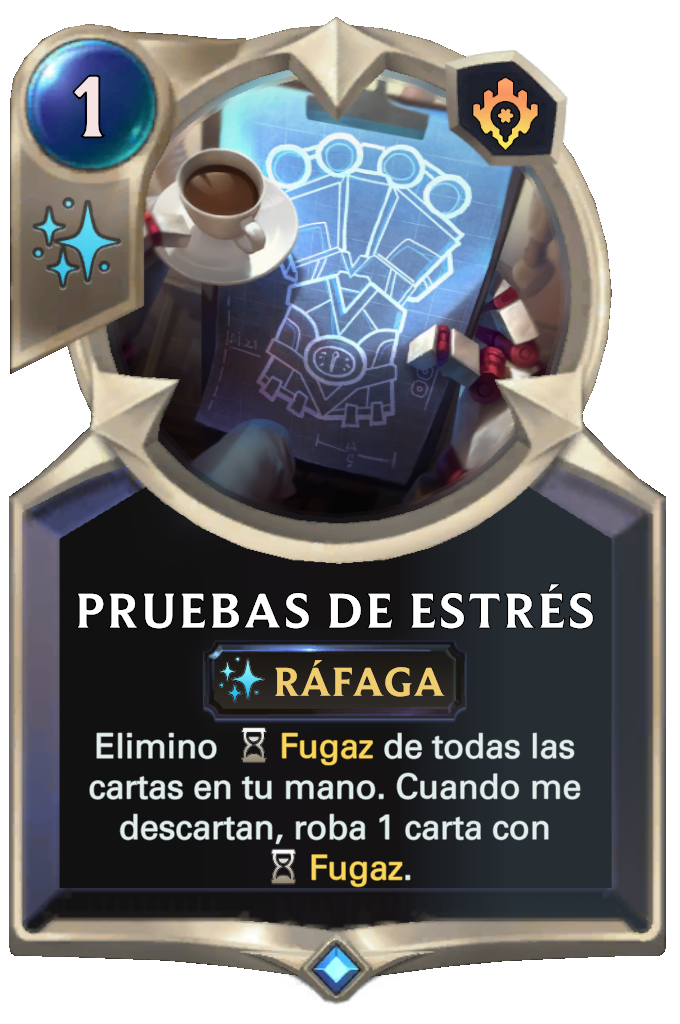 1
PRUEBAS DE ESTRÉS
RÁFAGA
Elimino Fugaz de todas las
cartas en tu mano. Cuando me
descartan, roba 1 carta con
Fugaz.